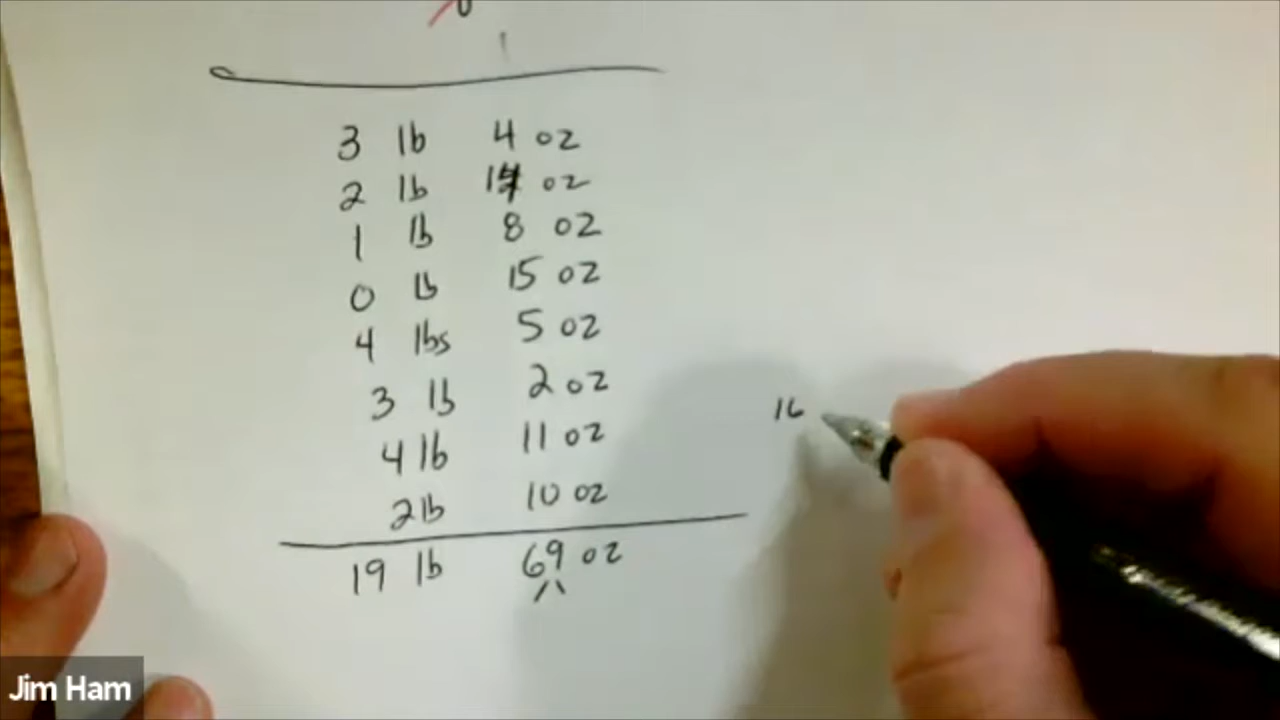 3 lb 4 oz
2 lb 14 oz
1 lb 8 oz
0 lb 15 oz
4 lbs 5 oz
3 lb 2 oz
16
4 lb 11 oz
2 lb 10 oz
19 lb 69 oz
Jim Ham